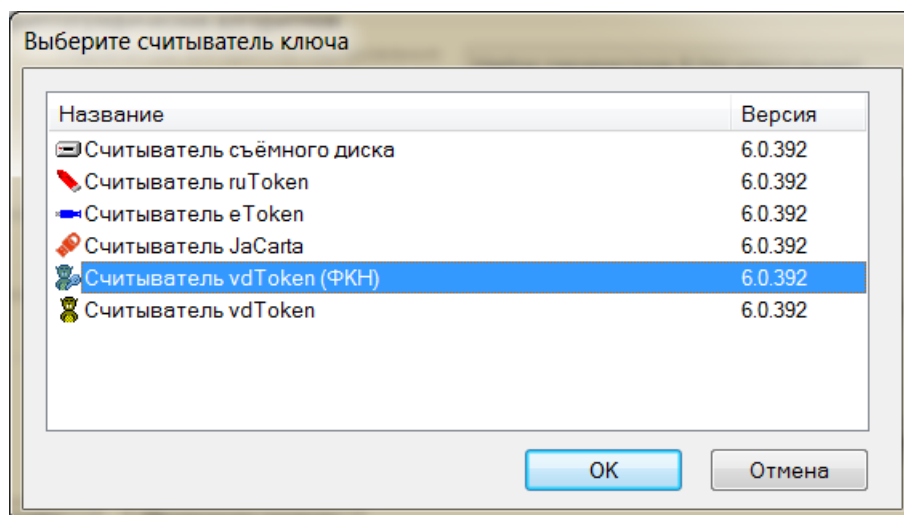 Выберите считыватель ключа
Название Версия
Считыватель съёмного диска 6.0.392
Считыватель ruToken 6.0.392
Считыватель eToken 6.0.392
Считыватель JaCarta 6.0.392
Считыватель vdToken (ФКН) 6.0.392
Считыватель vdToken 6.0.392
OK Отмена